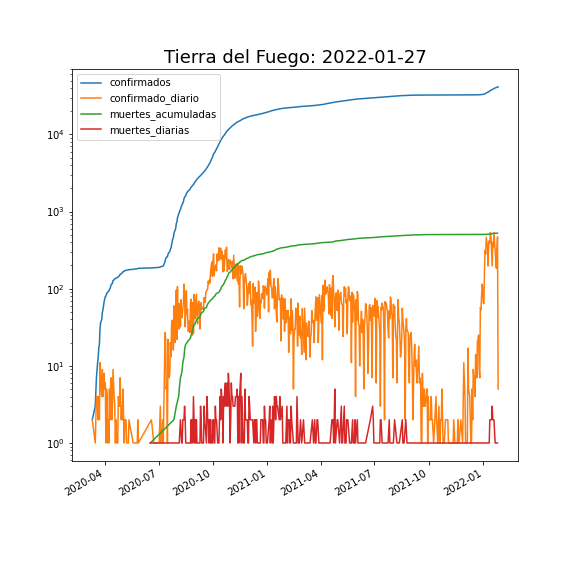 Tierra del Fuego: 2022-01-27
confirmados
confirmado_diario
muertes_acumuladas
muertes_diarias
10^4
10^3
10^2
10^1
10^0
2020-04
2020-07
2020-10
2021-01
2021-04
2021-07
2021-10
2022-01